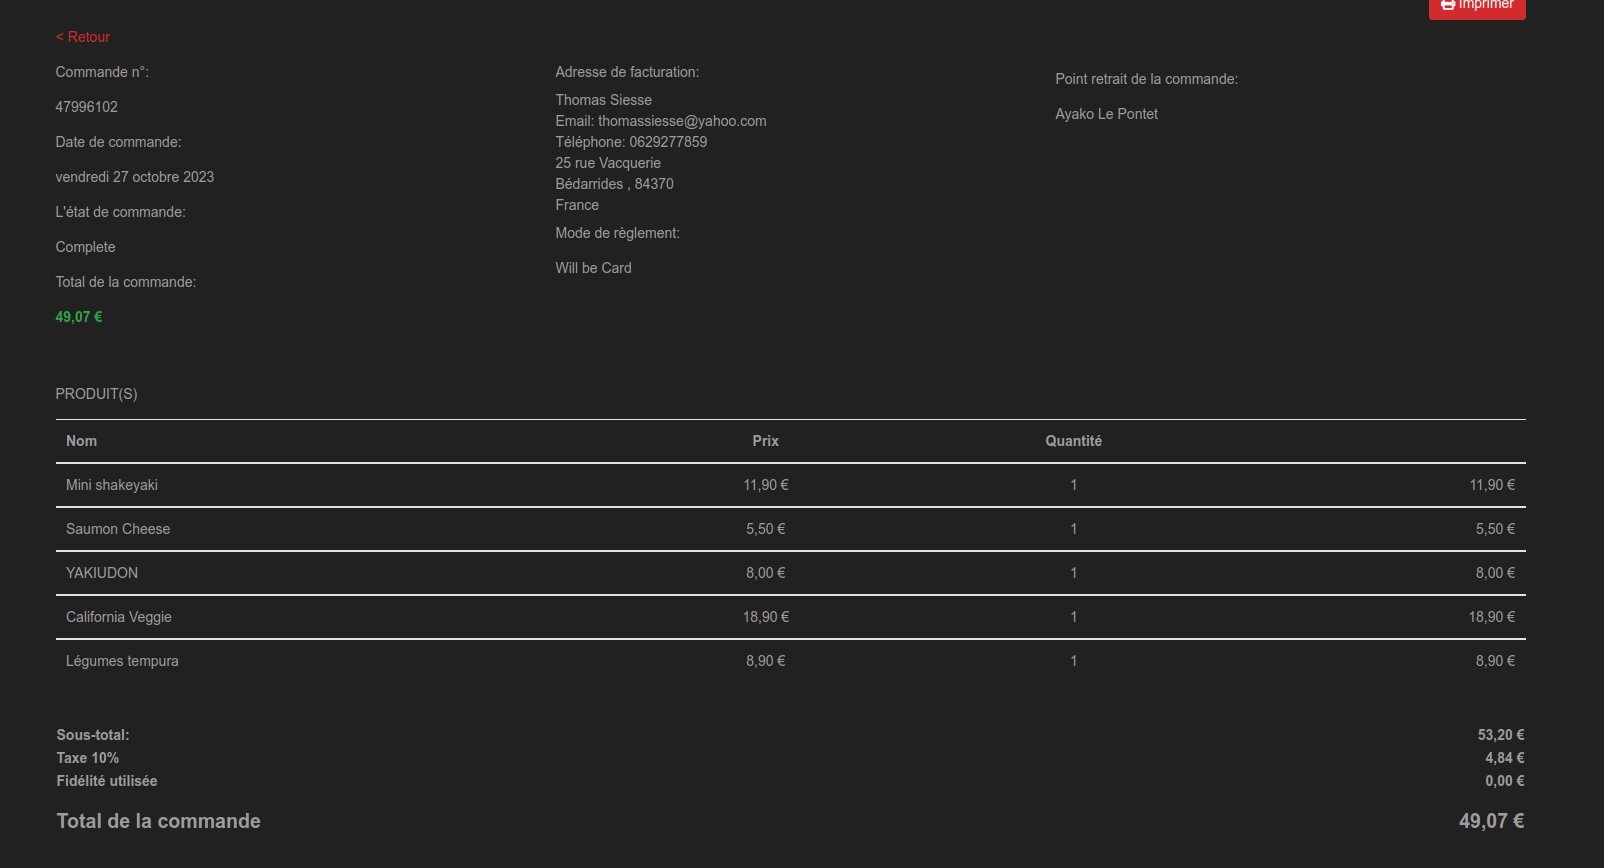 Imprimer
< Retour
Commande n°:
47996102
Date de commande:
vendredi 27 octobre 2023
L'état de commande:
Complete
Total de la commande:
49,07 €
Adresse de facturation:
Thomas Siesse
Email: thomassiesse@yahoo.com
Téléphone: 0629277859
25 rue Vacquerie
Bédarrides , 84370
France
Mode de règlement:
Will be Card
Point retrait de la commande:
Ayako Le Pontet
PRODUIT(S)
Nom Prix Quantité
Mini shakeyaki 11,90 € 1 11,90 €
Saumon Cheese 5,50 € 1 5,50 €
YAKIUDON 8,00 € 1 8,00 €
California Veggie 18,90 € 1 18,90 €
Légumes tempura 8,90 € 1 8,90 €
Sous-total: 53,20 €
Taxe 10% 4,84 €
Fidélité utilisée 0,00 €
Total de la commande 49,07 €